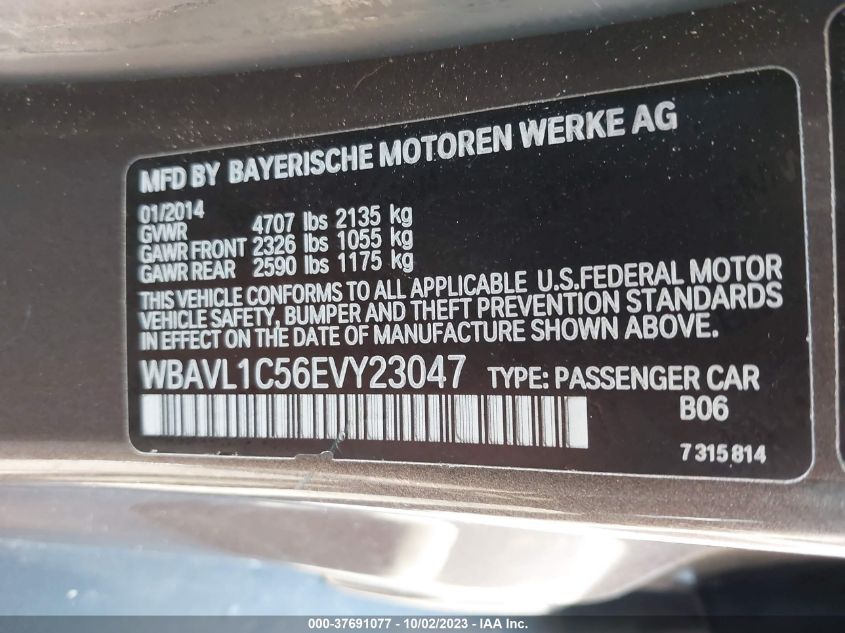 MFD BY BAYERISCHE MOTOREN WERKE AG
01/2014
GVWR 4707 lbs 2135 kg
GAWR FRONT 2326 lbs 1055 kg
GAWR REAR 2590 lbs 1175 kg
THIS VEHICLE CONFORMS TO ALL APPLICABLE U.S.FEDERAL MOTOR
VEHICLE SAFETY, BUMPER AND THEFT PREVENTION STANDARDS
IN EFFECT ON THE DATE OF MANUFACTURE SHOWN ABOVE.
WBAVL1C56EVY23047 TYPE: PASSENGER CAR
B06
7 315 814
000-37691077 - 10/02/2023 - IAA Inc.